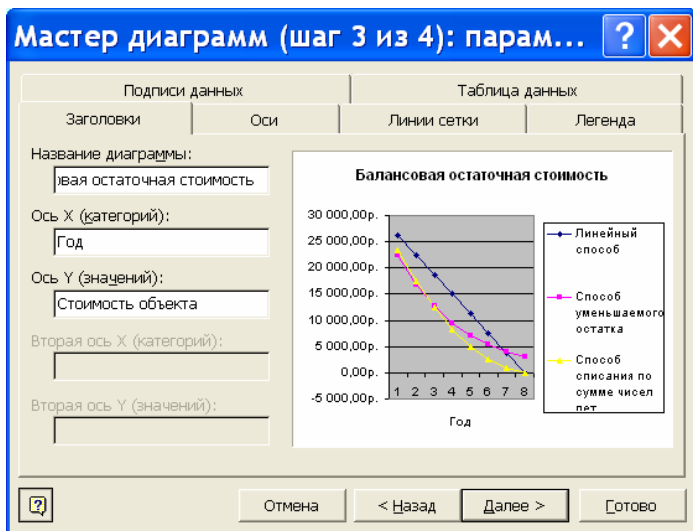 Мастер диаграмм (шаг 3 из 4): парам...
Подписи данных
Таблица данных
Заголовки
Оси
Линии сетки
Легенда
Название диаграммы:
овая остаточная стоимость
Ось X (категорий):
Год
Ось Y (значений):
Стоимость объекта
Вторая ось X (категорий):
Вторая ось Y (значений):
Балансовая остаточная стоимость
30 000,00р.
25 000,00р.
20 000,00р.
15 000,00р.
10 000,00р.
5 000,00р.
0,00р.
-5 000,00р.
1 2 3 4 5 6 7 8
Год
Линейный
способ
Способ
уменьшаемого
остатка
Способ
списания по
сумме чисел
лет
Отмена
< Назад
Далее >
Готово